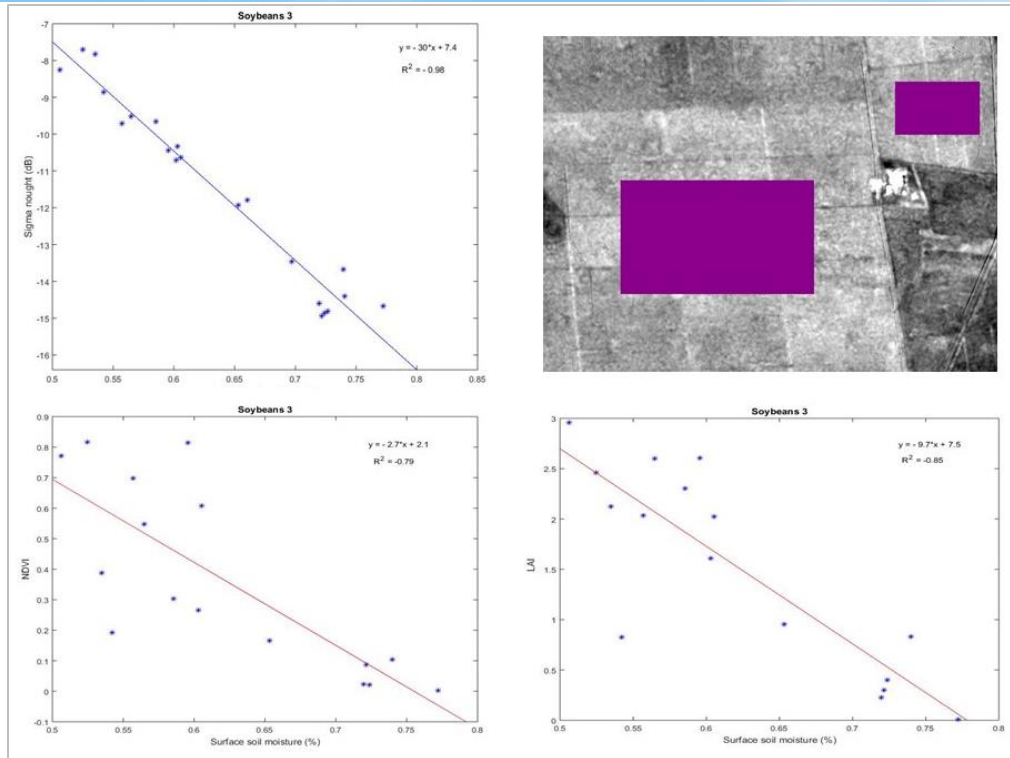 Soybeans 3
y = - 30*x + 7.4
R² = - 0.98
Sigma nought (dB)
-7
-8
-9
-10
-11
-12
-13
-14
-15
-16
0.5 0.55 0.6 0.65 0.7 0.75 0.8 0.85
Soybeans 3
y = - 2.7*x + 2.1
R² = -0.79
NDVI
0.9
0.8
0.7
0.6
0.5
0.4
0.3
0.2
0.1
0
-0.1
0.5 0.55 0.6 0.65 0.7 0.75 0.8
Surface soil moisture (%)
Soybeans 3
y = - 9.7*x + 7.5
R² = -0.85
LAI
3
2.5
2
1.5
1
0.5
0
0.5 0.55 0.6 0.65 0.7 0.75 0.8
Surface soil moisture (%)